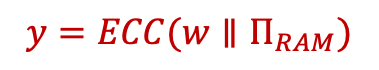 y = ECC(w ∥ Π_RAM)